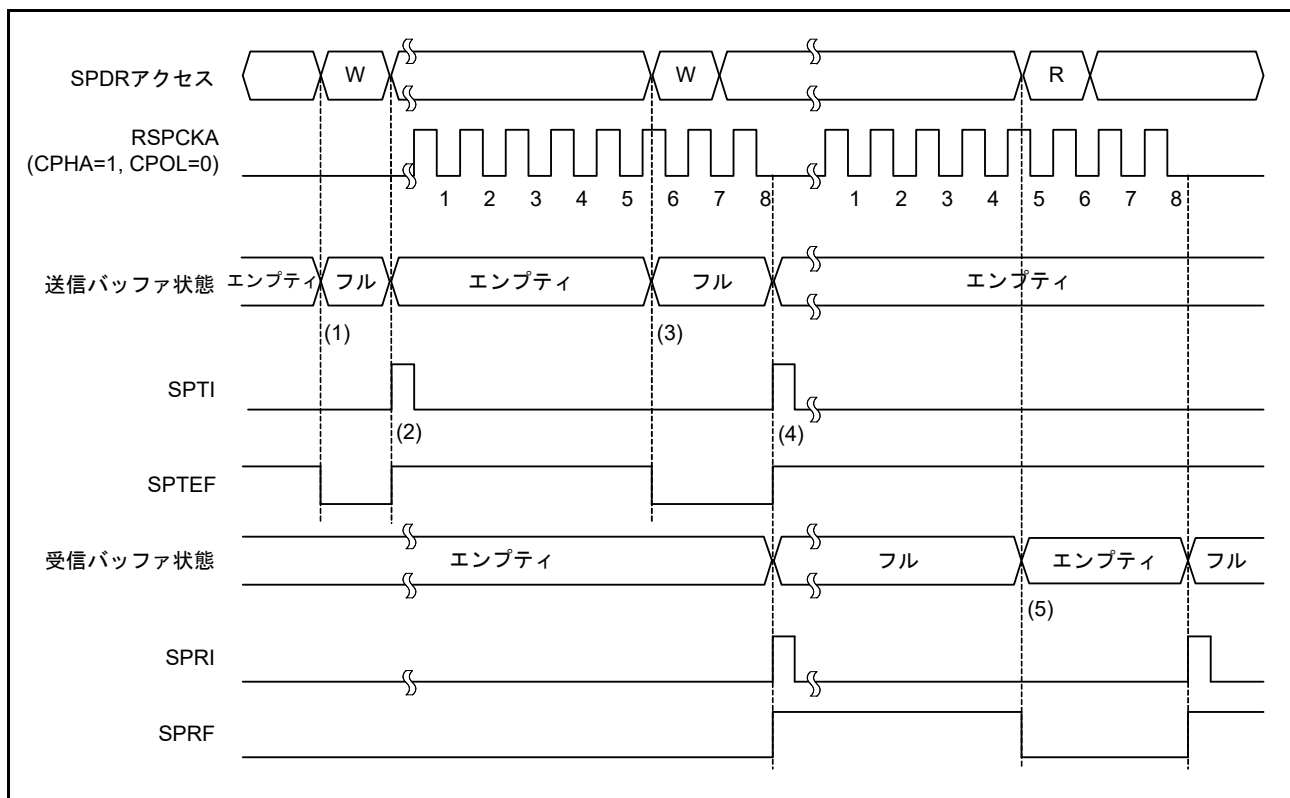 SPDRアクセス
W
W
R
RSPCKA
(CPHA=1, CPOL=0)
1 2 3 4 5 6 7 8 1 2 3 4 5 6 7 8
送信バッファ状態
エンプティ フル エンプティ フル エンプティ
(1) (3)
SPTI
(2) (4)
SPTEF
受信バッファ状態
エンプティ フル エンプティ フル
(5)
SPRI
SPRF